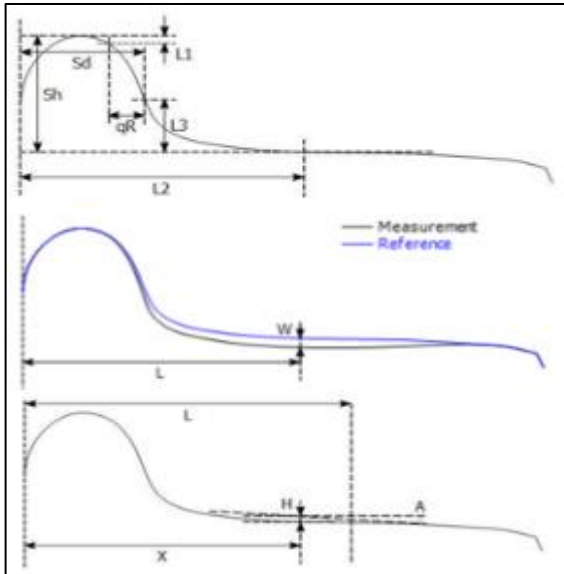 L1
Sd
Sh
qR
L3
L2
Measurement
Reference
W
L
L
H
A
X